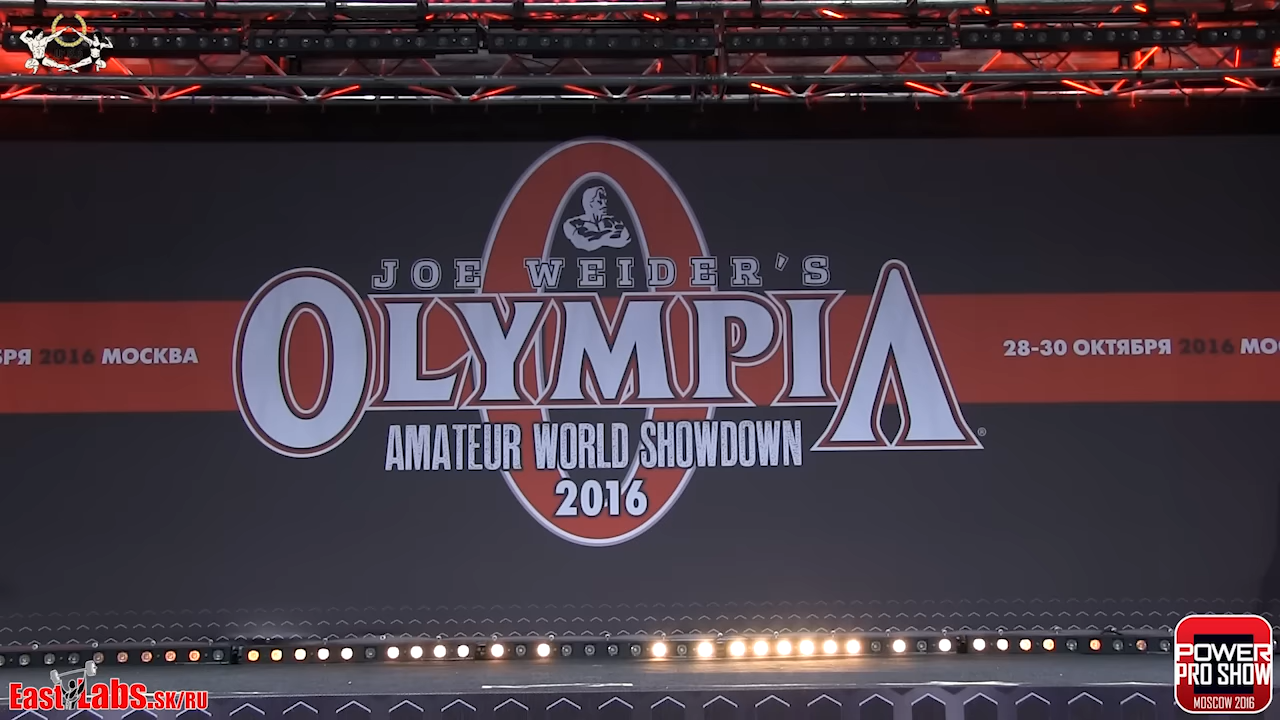 JOE WEIDER'S
OLYMPIA®
БРЯ 2016 МОСКВА
28-30 ОКТЯБРЯ 2016 МО
AMATEUR WORLD SHOWDOWN
2016
EastLabs.SK/RU
POWER
PRO SHOW
MOSCOW 2016